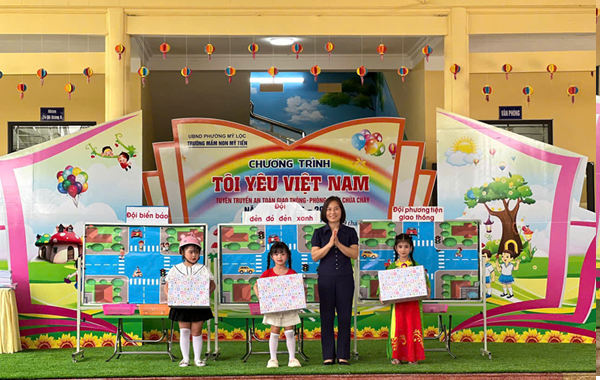 UBND PHƯỜNG MỸ LỘC
TRƯỜNG MẦM NON MỸ TIẾN
CHƯƠNG TRÌNH
TÔI YÊU VIỆT NAM
TUYÊN TRUYỀN AN TOÀN GIAO THÔNG - PHÒNG CHÁY CHỮA CHÁY
VĂN PHÒNG
Đội biển báo
Đội
đèn đỏ đèn xanh
Đội phương tiện
giao thông